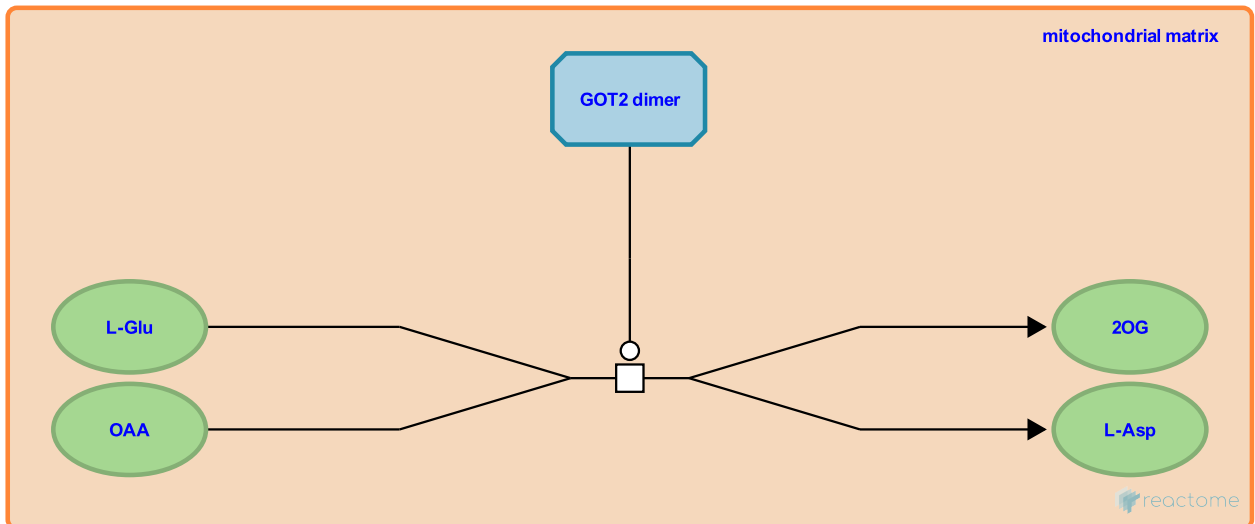 mitochondrial matrix
GOT2 dimer
L-Glu
2OG
OAA
L-Asp
reactome